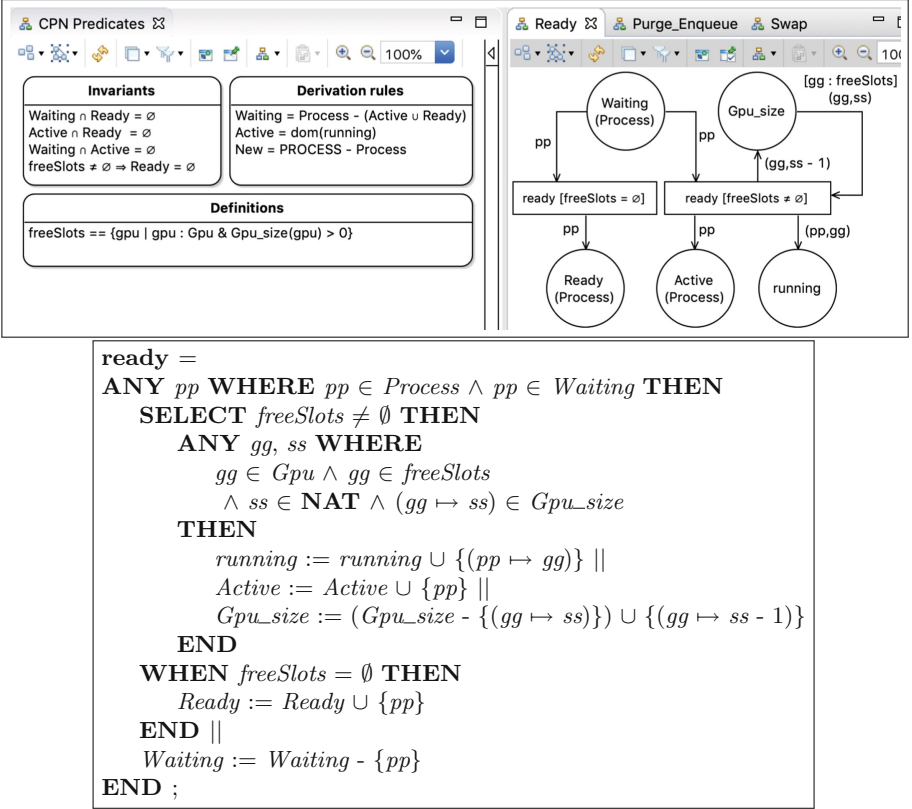 CPN Predicates
100%
Invariants
Waiting ∩ Ready = ∅
Active ∩ Ready = ∅
Waiting ∩ Active = ∅
freeSlots ≠ ∅ ⇒ Ready = ∅
Derivation rules
Waiting = Process - (Active ∪ Ready)
Active = dom(running)
New = PROCESS - Process
Definitions
freeSlots == {gpu | gpu : Gpu & Gpu_size(gpu) > 0}
Ready
Purge_Enqueue
Swap
100
Waiting
(Process)
Gpu_size
[gg : freeSlots]
(gg,ss)
pp
pp
(gg,ss - 1)
ready [freeSlots = ∅]
ready [freeSlots ≠ ∅]
pp
pp
(pp,gg)
Ready
(Process)
Active
(Process)
running
ready =
ANY pp WHERE pp ∈ Process ∧ pp ∈ Waiting THEN
SELECT freeSlots ≠ ∅ THEN
ANY gg, ss WHERE
gg ∈ Gpu ∧ gg ∈ freeSlots
∧ ss ∈ NAT ∧ (gg ↦ ss) ∈ Gpu_size
THEN
running := running ∪ {(pp ↦ gg)} ||
Active := Active ∪ {pp} ||
Gpu_size := (Gpu_size - {(gg ↦ ss)}) ∪ {(gg ↦ ss - 1)}
END
WHEN freeSlots = ∅ THEN
Ready := Ready ∪ {pp}
END ||
Waiting := Waiting - {pp}
END ;